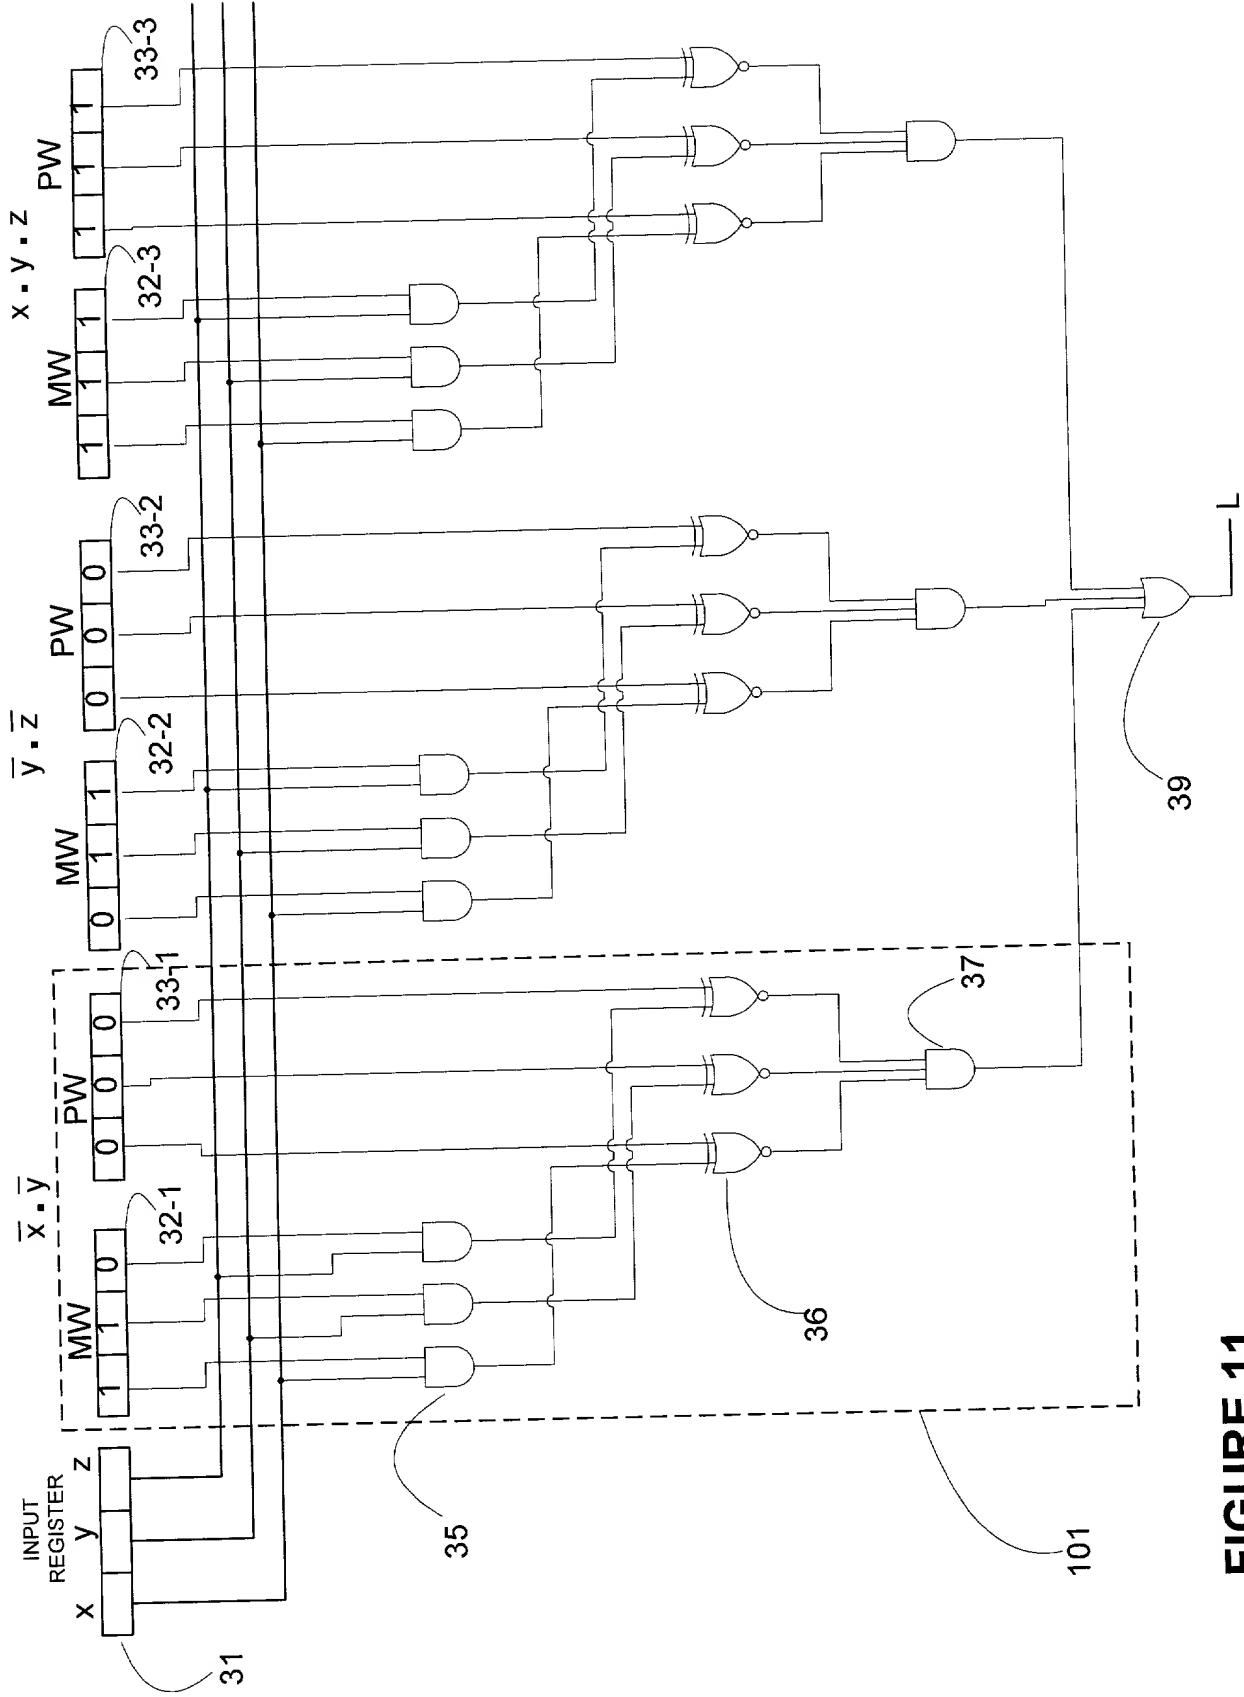 INPUT
REGISTER
x y z
31
x̅ . y̅
MW
1 1 0
32-1
PW
0 0 0
33-1
y̅ . z̅
MW
0 1 1
32-2
PW
0 0 0
33-2
x . y . z
MW
1 1 1
32-3
PW
1 1 1
33-3
35
36
37
101
39
L
FIGURE 11